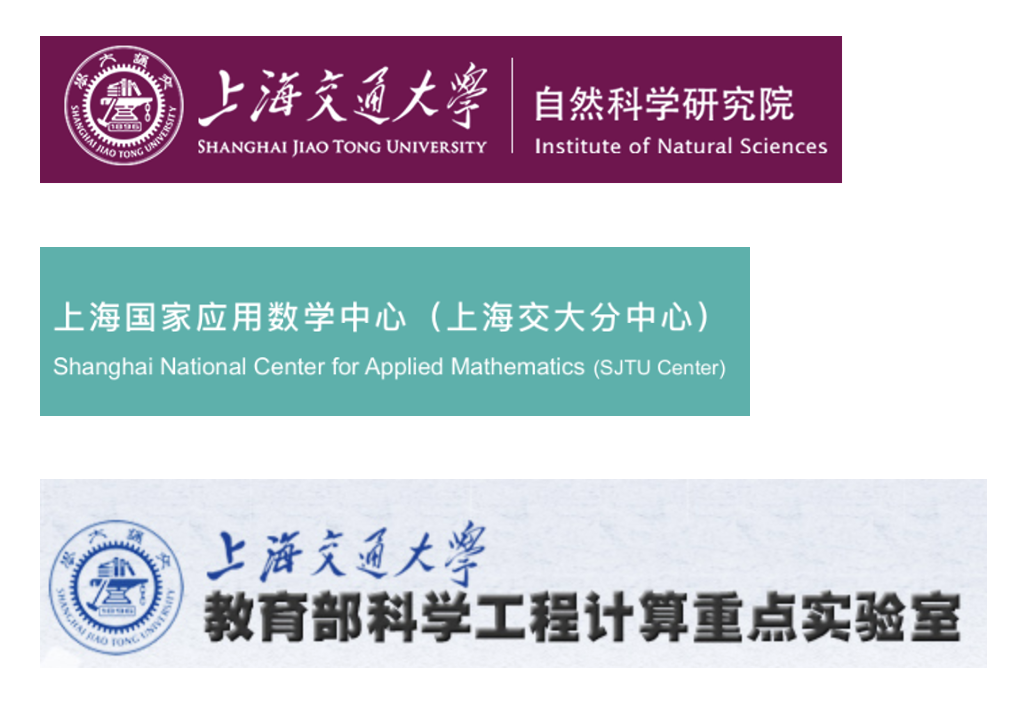 上海交通大學
SHANGHAI JIAO TONG UNIVERSITY
自然科学研究院
Institute of Natural Sciences
交通大學
1896
SHANGHAI JIAO TONG UNIVERSITY
上海国家应用数学中心（上海交大分中心）
Shanghai National Center for Applied Mathematics (SJTU Center)
交通大學
1896
SHANGHAI JIAO TONG UNIVERSITY
上海交通大學
教育部科学工程计算重点实验室